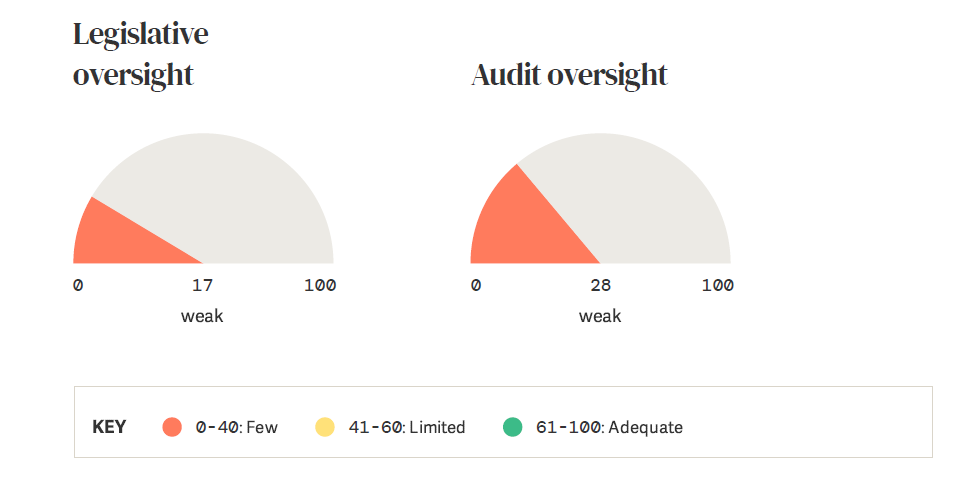 Legislative
oversight
Audit oversight
0 17 100
weak
0 28 100
weak
KEY 0-40: Few 41-60: Limited 61-100: Adequate